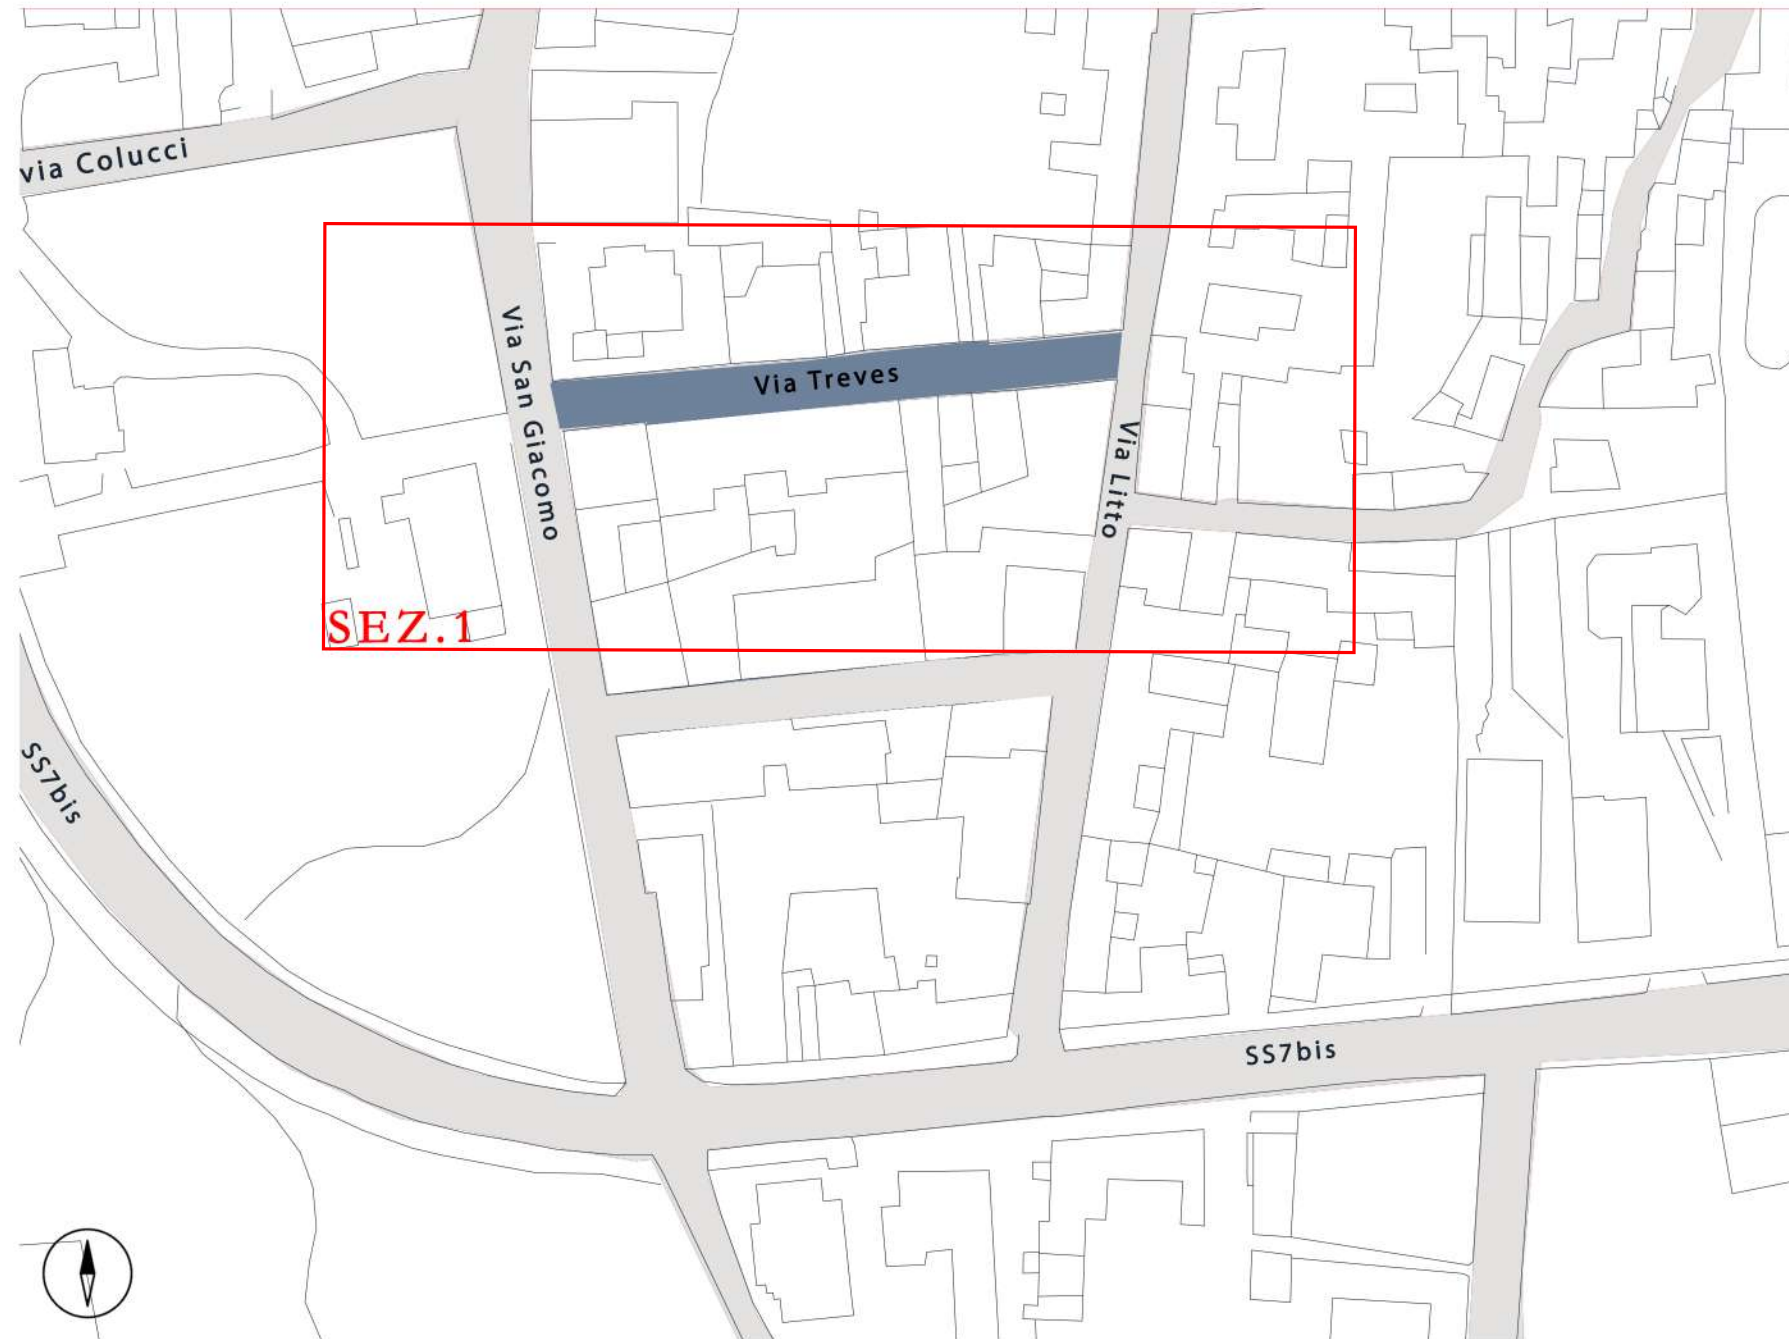 via Colucci
Via San Giacomo
Via Treves
Via Litto
SEZ.1
SS7bis
SS7bis